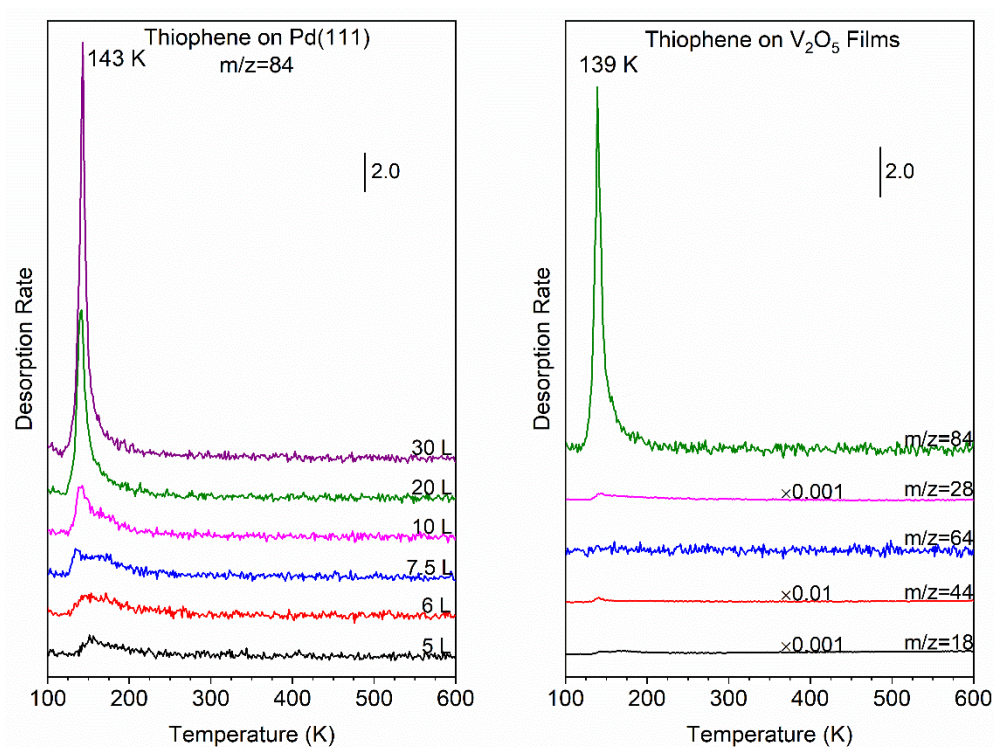 Thiophene on Pd(111)
m/z=84
143 K
2.0
30 L
20 L
10 L
7.5 L
6 L
5 L
Desorption Rate
100 200 300 400 500 600
Temperature (K)
Thiophene on V₂O₅ Films
139 K
2.0
m/z=84
×0.001 m/z=28
m/z=64
×0.01 m/z=44
×0.001 m/z=18
Desorption Rate
100 200 300 400 500 600
Temperature (K)